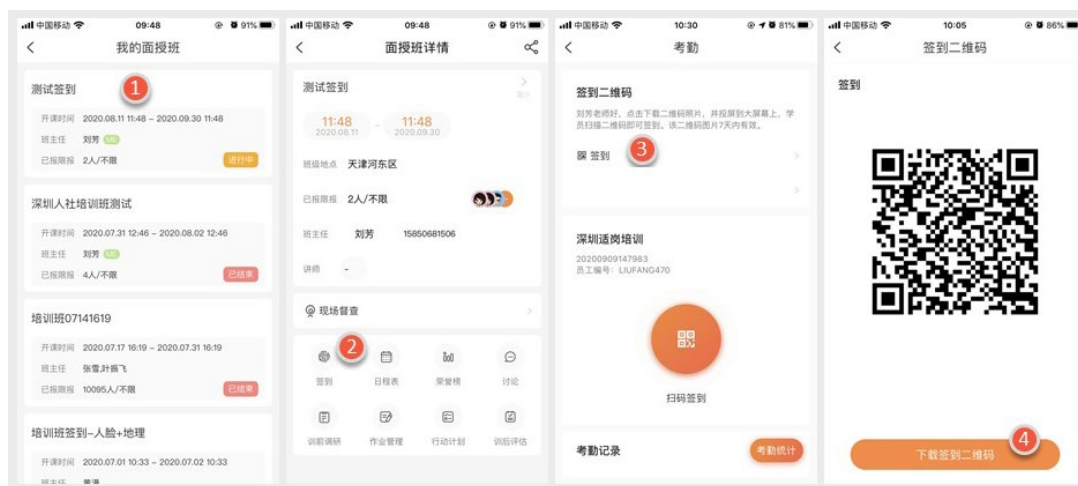 中国移动
09:48
91%
我的面授班
测试签到
1
开课时间 2020.08.11 11:48 – 2020.09.30 11:48
班主任 刘芳
已报限报 2人/不限
进行中
深圳人社培训班测试
开课时间 2020.07.31 12:46 – 2020.08.02 12:46
班主任 刘芳
已报限报 4人/不限
已结束
培训班07141619
开课时间 2020.07.17 16:19 – 2020.07.31 16:19
班主任 张雪,叶振飞
已报限报 10095人/不限
已结束
培训班签到–人脸+地理
开课时间 2020.07.01 10:33 – 2020.07.02 10:33
班主任
中国移动
09:48
91%
面授班详情
测试签到
11:48 – 11:48
2020.08.11 2020.09.30
班级地点 天津河东区
已报限报 2人/不限
班主任 刘芳 15850681506
讲师 -
现场督查
2
签到 日程表 荣誉榜 讨论
训前调研 作业管理 行动计划 训后评估
中国移动
10:30
81%
考勤
签到二维码
刘芳老师好，点击下载二维码照片，并投屏到大屏幕上，学
员扫描二维码即可签到。该二维码图片7天内有效。
签到
3
深圳适岗培训
20200909147983
员工编号：LIUFANG470
扫码签到
考勤记录
考勤统计
中国移动
10:05
86%
签到二维码
签到
4
下载签到二维码